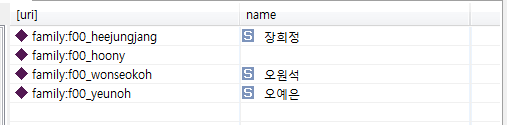 [uri] name
family:f00_heejungjang S 장희정
family:f00_hoony
family:f00_wonseokoh S 오원석
family:f00_yeunoh S 오예은